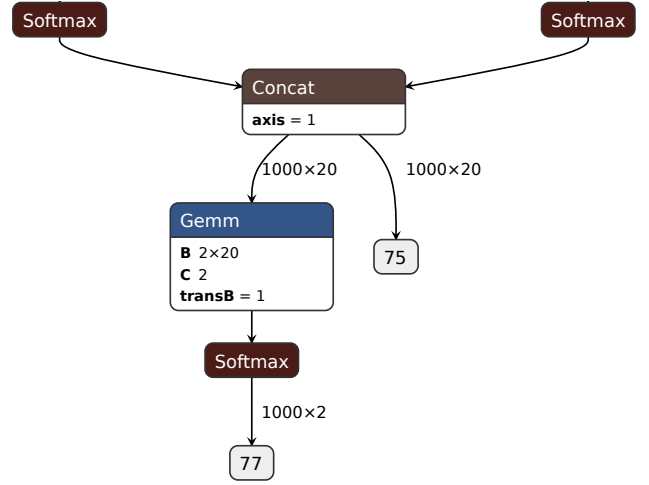 Softmax
Softmax
Concat
axis = 1
1000×20
1000×20
Gemm
B 2×20
C 2
transB = 1
75
Softmax
1000×2
77